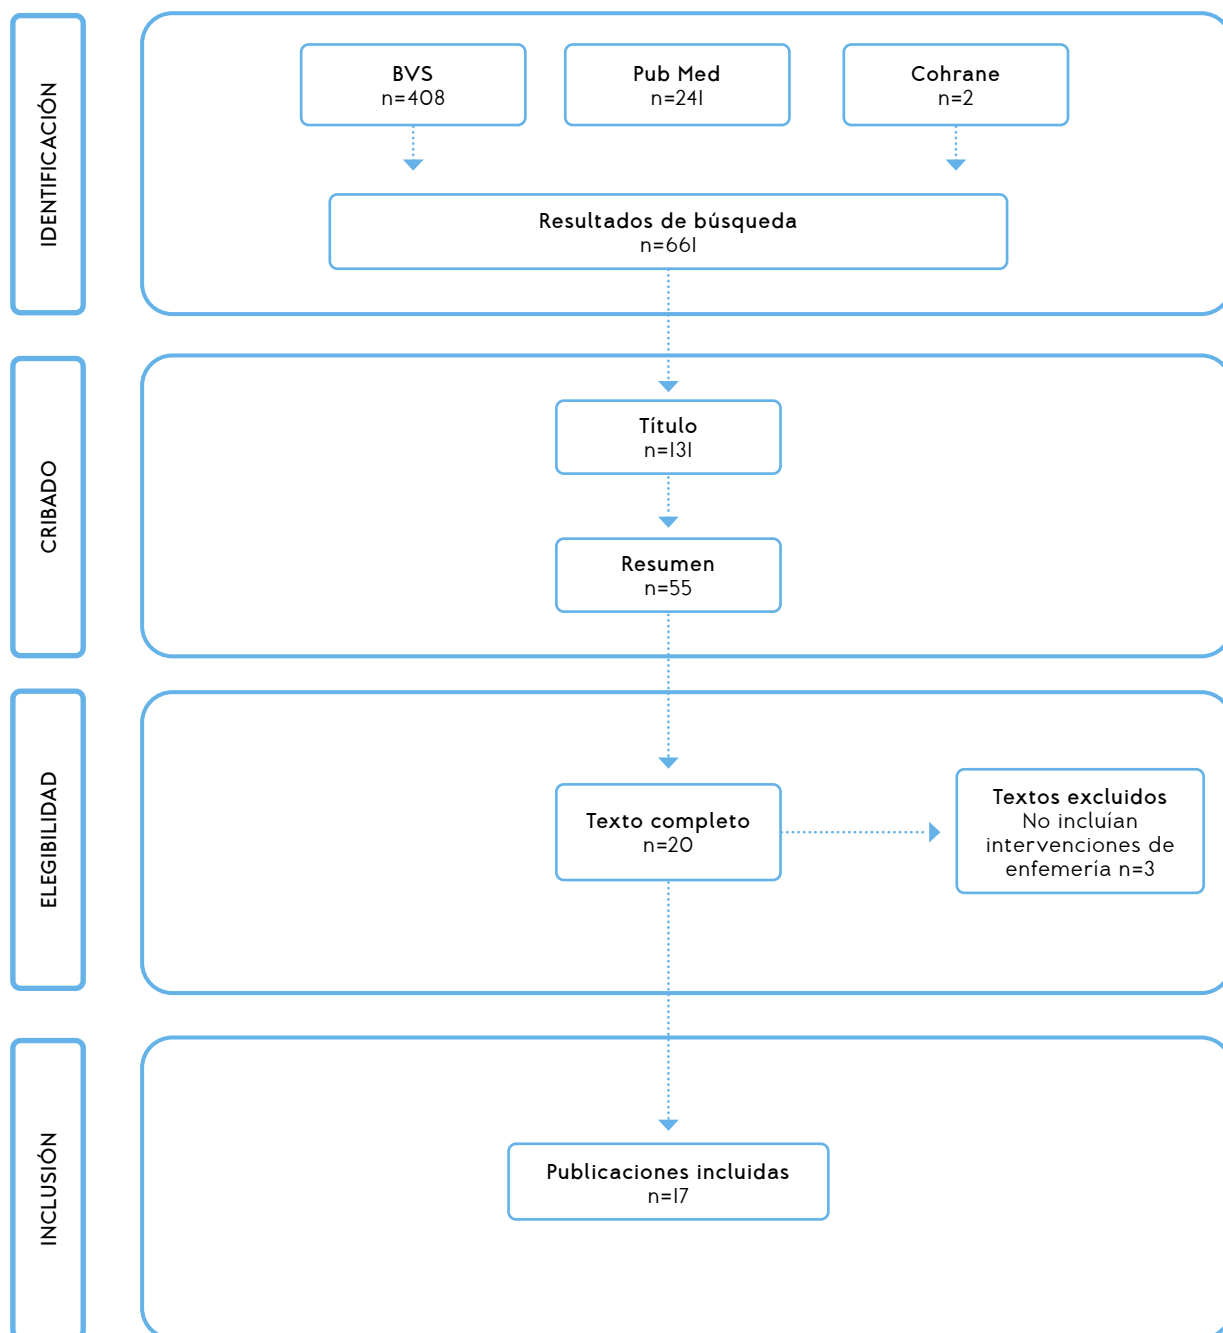 IDENTIFICACIÓN
BVS
n=408
Pub Med
n=241
Cohrane
n=2
Resultados de búsqueda
n=661
CRIBADO
Título
n=131
Resumen
n=55
ELEGIBILIDAD
Texto completo
n=20
Textos excluidos
No incluían
intervenciones de
enfemería n=3
INCLUSIÓN
Publicaciones incluidas
n=17